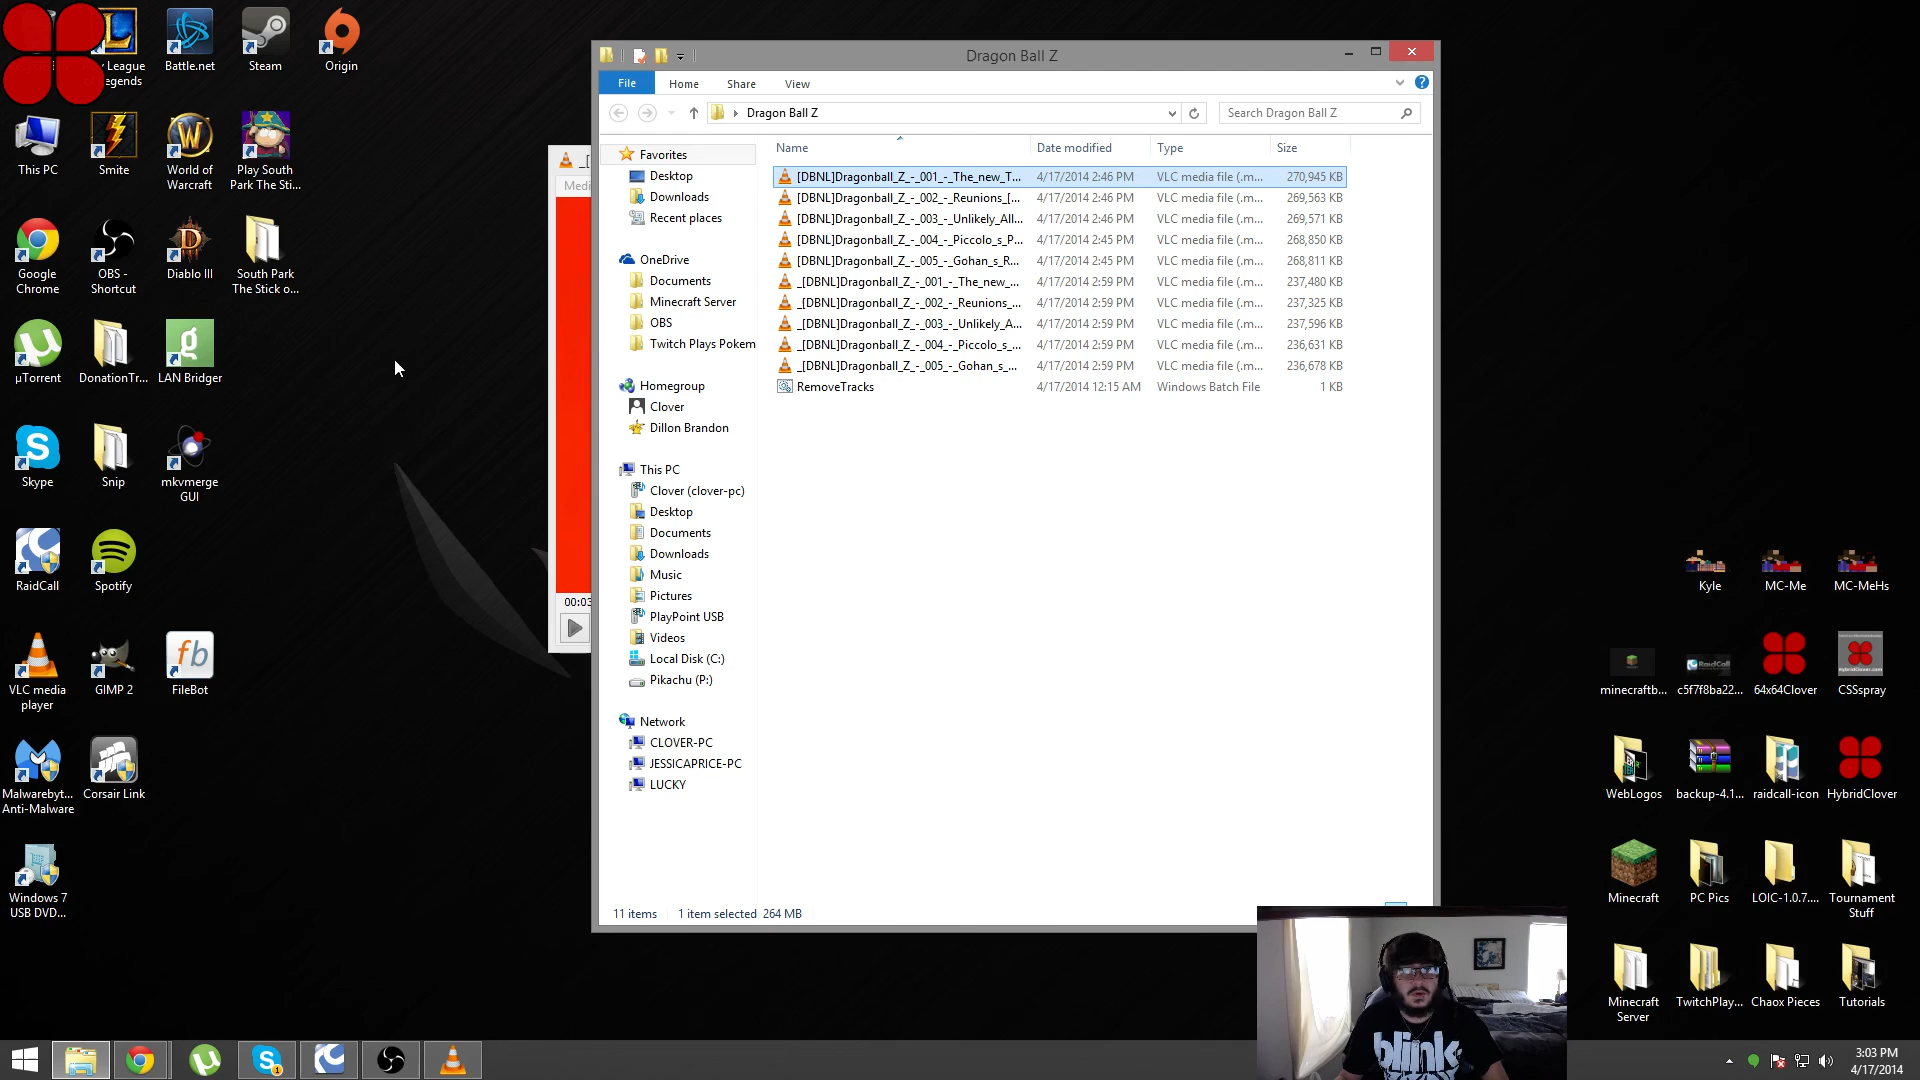 y League
egends
Battle.net
Steam
Origin
This PC
Smite
World of
Warcraft
Play South
Park The Sti...
Google
Chrome
OBS -
Shortcut
Diablo III
South Park
The Stick o...
µTorrent
DonationTr...
LAN Bridger
Skype
Snip
mkvmerge
GUI
RaidCall
Spotify
VLC media
player
GIMP 2
FileBot
Malwarebyt...
Anti-Malware
Corsair Link
Windows 7
USB DVD...
_[
Medi
00:03
Dragon Ball Z
File
Home
Share
View
Dragon Ball Z
Search Dragon Ball Z
Name
Date modified
Type
Size
[DBNL]Dragonball_Z_-_001_-_The_new_T... 4/17/2014 2:46 PM VLC media file (.m... 270,945 KB
[DBNL]Dragonball_Z_-_002_-_Reunions_[... 4/17/2014 2:46 PM VLC media file (.m... 269,563 KB
[DBNL]Dragonball_Z_-_003_-_Unlikely_All... 4/17/2014 2:46 PM VLC media file (.m... 269,571 KB
[DBNL]Dragonball_Z_-_004_-_Piccolo_s_P... 4/17/2014 2:45 PM VLC media file (.m... 268,850 KB
[DBNL]Dragonball_Z_-_005_-_Gohan_s_R... 4/17/2014 2:45 PM VLC media file (.m... 268,811 KB
_[DBNL]Dragonball_Z_-_001_-_The_new_... 4/17/2014 2:59 PM VLC media file (.m... 237,480 KB
_[DBNL]Dragonball_Z_-_002_-_Reunions_... 4/17/2014 2:59 PM VLC media file (.m... 237,325 KB
_[DBNL]Dragonball_Z_-_003_-_Unlikely_A... 4/17/2014 2:59 PM VLC media file (.m... 237,596 KB
_[DBNL]Dragonball_Z_-_004_-_Piccolo_s_... 4/17/2014 2:59 PM VLC media file (.m... 236,631 KB
_[DBNL]Dragonball_Z_-_005_-_Gohan_s_... 4/17/2014 2:59 PM VLC media file (.m... 236,678 KB
RemoveTracks 4/17/2014 12:15 AM Windows Batch File 1 KB
Favorites
Desktop
Downloads
Recent places
OneDrive
Documents
Minecraft Server
OBS
Twitch Plays Pokem
Homegroup
Clover
Dillon Brandon
This PC
Clover (clover-pc)
Desktop
Documents
Downloads
Music
Pictures
PlayPoint USB
Videos
Local Disk (C:)
Pikachu (P:)
Network
CLOVER-PC
JESSICAPRICE-PC
LUCKY
11 items
1 item selected 264 MB
Kyle
MC-Me
MC-MeHs
RaidCall
minecraftb...
c5f7f8ba22...
64x64Clover
CSSspray
WebLogos
backup-4.1...
raidcall-icon
HybridClover
Minecraft
PC Pics
LOIC-1.0.7....
Tournament
Stuff
Minecraft
Server
TwitchPlay...
Chaox Pieces
Tutorials
blink
3:03 PM
4/17/2014